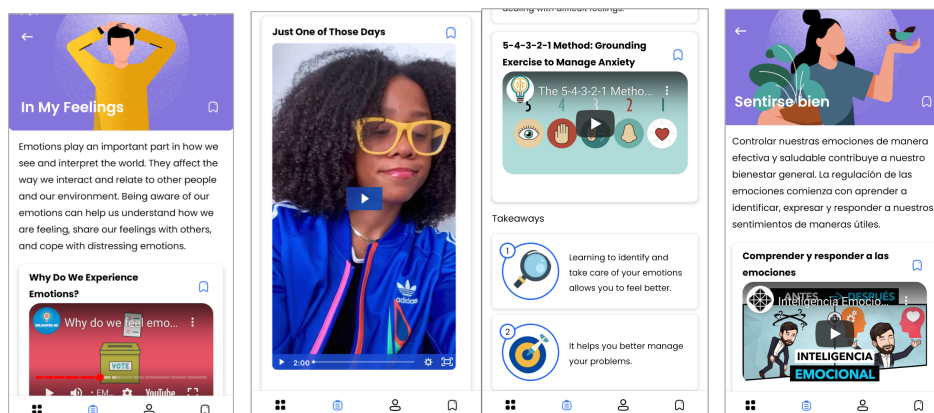 In My Feelings
Emotions play an important part in how we
see and interpret the world. They affect the
way we interact and relate to other people
and our environment. Being aware of our
emotions can help us understand how we
are feeling, share our feelings with others,
and cope with distressing emotions.
Why Do We Experience
Emotions?
Why do we feel emo...
VOTE
EM...
YouTube
Just One of Those Days
adidas
2:00
dealing with difficult feelings.
5-4-3-2-1 Method: Grounding
Exercise to Manage Anxiety
The 5-4-3-2-1 Metho...
5 4 3 2 1
Takeaways
1
Learning to identify and
take care of your emotions
allows you to feel better.
2
It helps you better manage
your problems.
Sentirse bien
Controlar nuestras emociones de manera
efectiva y saludable contribuye a nuestro
bienestar general. La regulación de las
emociones comienza con aprender a
identificar, expresar y responder a nuestros
sentimientos de maneras útiles.
Comprender y responder a las
emociones
ANTES DESPUÉS
Inteligencia Emocio...
INTELIGENCIA
EMOCIONAL